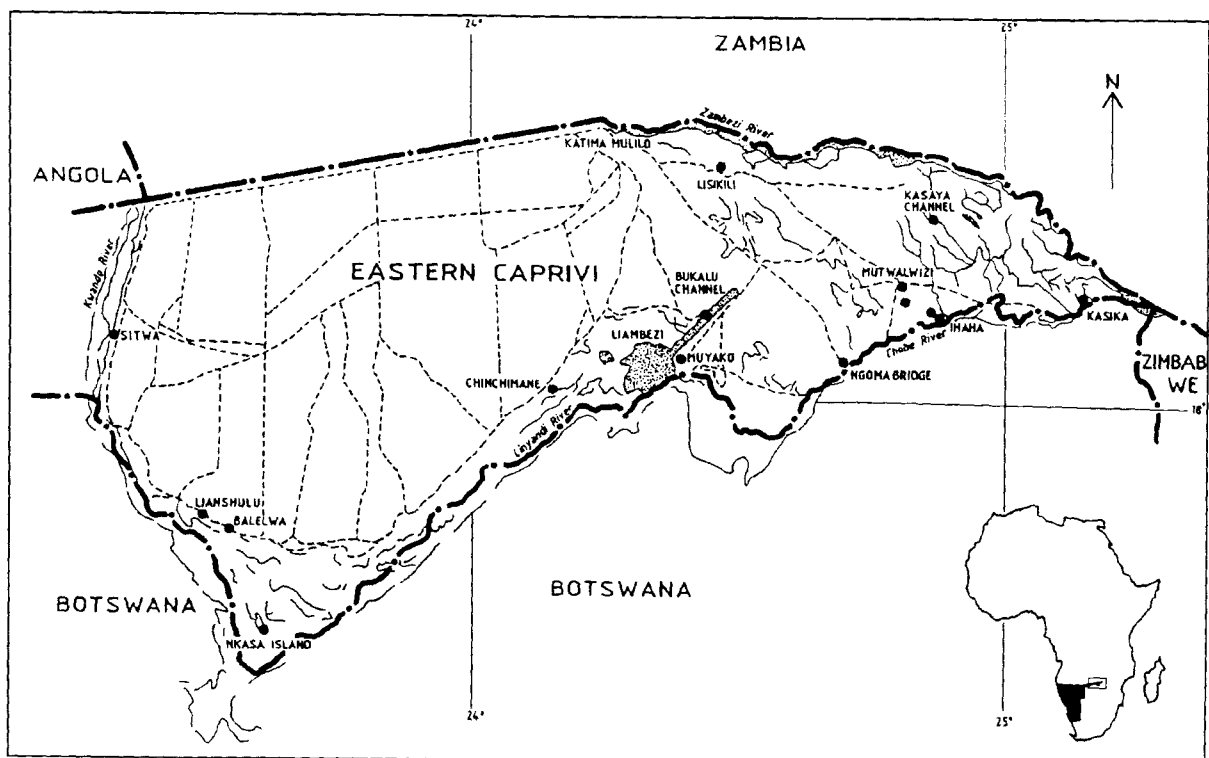 24°
25°
ZAMBIA
N
Zambezi River
KATIMA MULILO
ANGOLA
LISIKILI
KASAYA
CHANNEL
Kwando River
EASTERN CAPRIVI
BUKALU
CHANNEL
MUTWALWIZI
SITWA
LIAMBEZI
IHAHA
KASIKA
Chobe River
MUYAKO
NGOMA BRIDGE
ZIMBAB
WE
CHINCHIMANE
18°
Linyandi River
LIANSHULU
BALELWA
BOTSWANA
BOTSWANA
NKASA ISLAND
24°
25°